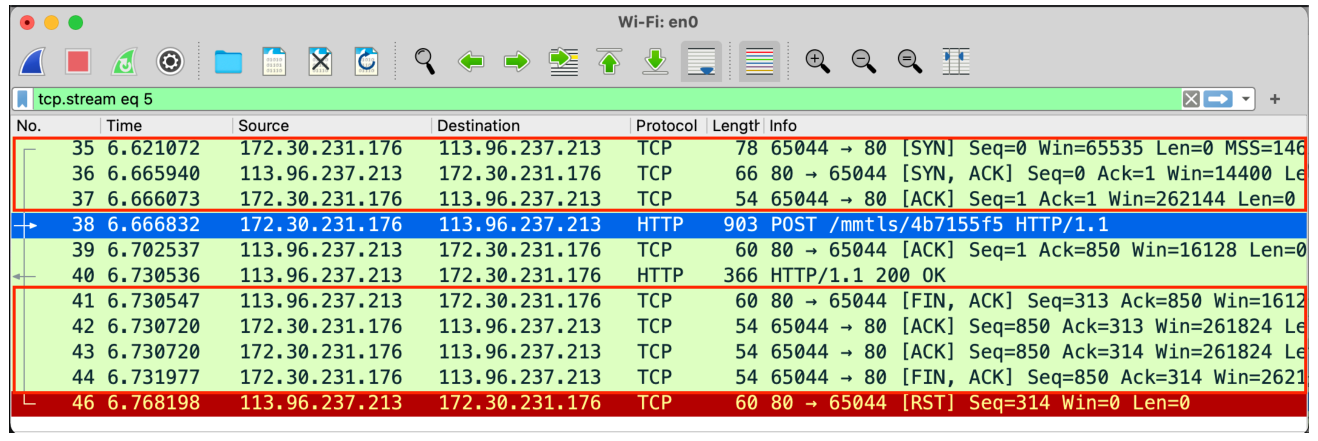 Wi-Fi: en0
tcp.stream eq 5
No. Time Source Destination Protocol Lengtł Info
35 6.621072 172.30.231.176 113.96.237.213 TCP 78 65044 → 80 [SYN] Seq=0 Win=65535 Len=0 MSS=146
36 6.665940 113.96.237.213 172.30.231.176 TCP 66 80 → 65044 [SYN, ACK] Seq=0 Ack=1 Win=14400 Le
37 6.666073 172.30.231.176 113.96.237.213 TCP 54 65044 → 80 [ACK] Seq=1 Ack=1 Win=262144 Len=0
38 6.666832 172.30.231.176 113.96.237.213 HTTP 903 POST /mmtls/4b7155f5 HTTP/1.1
39 6.702537 113.96.237.213 172.30.231.176 TCP 60 80 → 65044 [ACK] Seq=1 Ack=850 Win=16128 Len=0
40 6.730536 113.96.237.213 172.30.231.176 HTTP 366 HTTP/1.1 200 OK
41 6.730547 113.96.237.213 172.30.231.176 TCP 60 80 → 65044 [FIN, ACK] Seq=313 Ack=850 Win=1612
42 6.730720 172.30.231.176 113.96.237.213 TCP 54 65044 → 80 [ACK] Seq=850 Ack=313 Win=261824 Le
43 6.730720 172.30.231.176 113.96.237.213 TCP 54 65044 → 80 [ACK] Seq=850 Ack=314 Win=261824 Le
44 6.731977 172.30.231.176 113.96.237.213 TCP 54 65044 → 80 [FIN, ACK] Seq=850 Ack=314 Win=2621
46 6.768198 113.96.237.213 172.30.231.176 TCP 60 80 → 65044 [RST] Seq=314 Win=0 Len=0